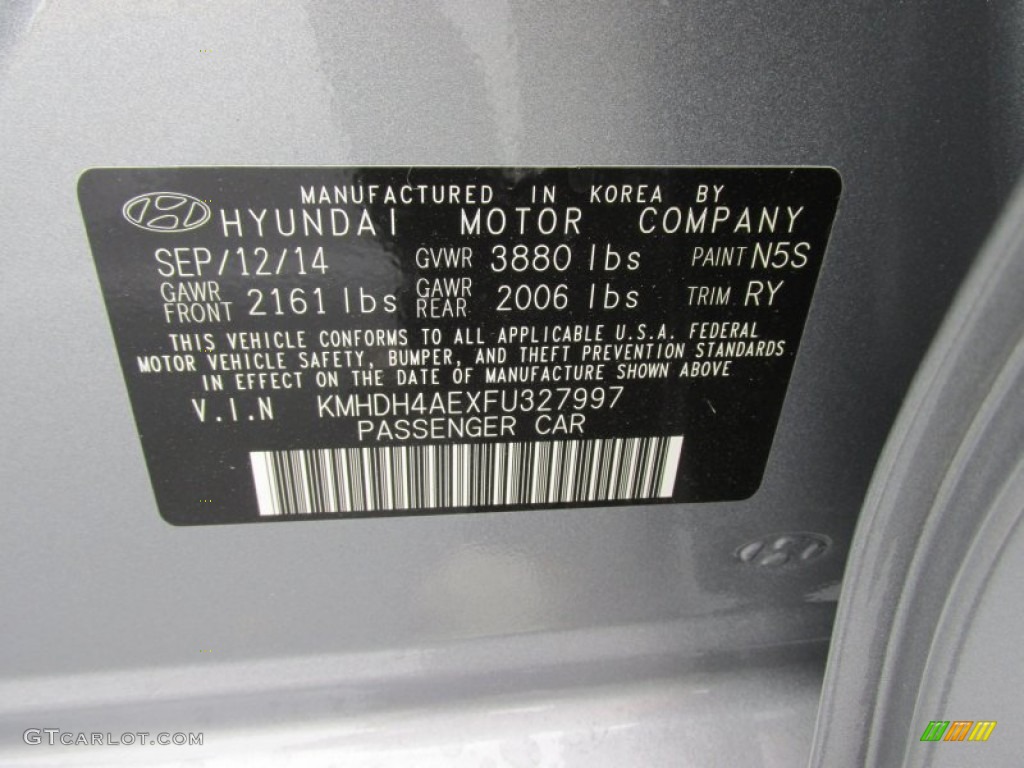 MANUFACTURED IN KOREA BY
HYUNDAI MOTOR COMPANY
SEP/12/14 GVWR 3880 lbs PAINT N5S
GAWR FRONT 2161 lbs GAWR REAR 2006 lbs TRIM RY
THIS VEHICLE CONFORMS TO ALL APPLICABLE U.S.A. FEDERAL
MOTOR VEHICLE SAFETY, BUMPER, AND THEFT PREVENTION STANDARDS
IN EFFECT ON THE DATE OF MANUFACTURE SHOWN ABOVE
V.I.N KMHDH4AEXFU327997
PASSENGER CAR
GTCARLOT.COM